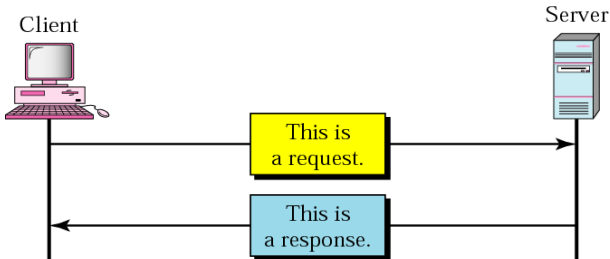 Client
Server
This is
a request.
This is
a response.